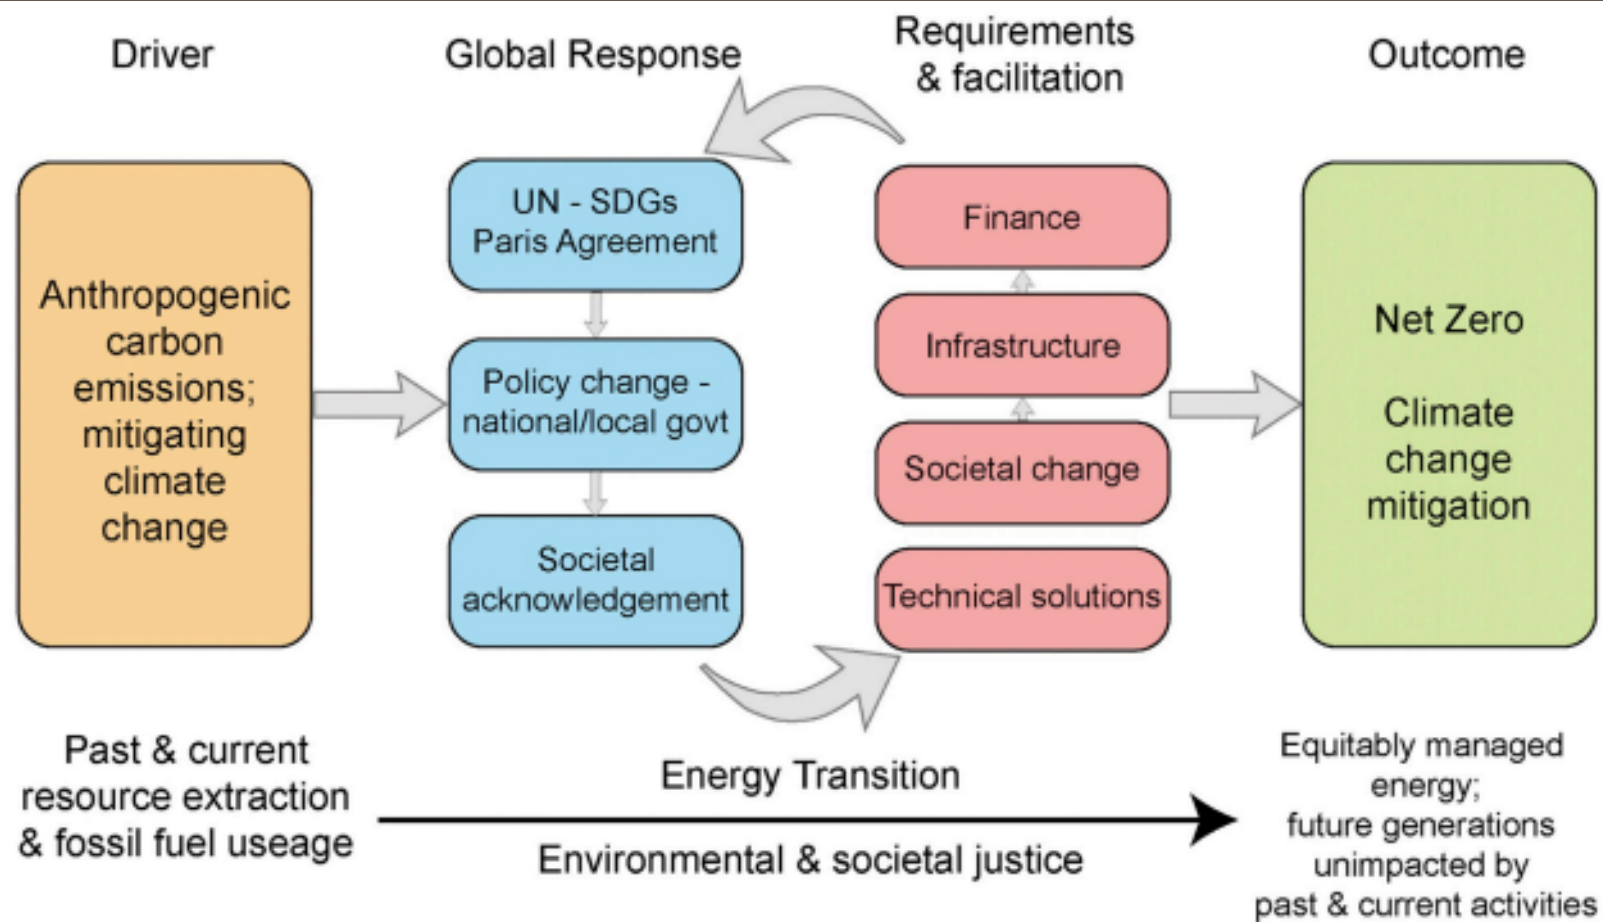 Driver
Global Response
Requirements
& facilitation
Outcome
Anthropogenic
carbon
emissions;
mitigating
climate
change
UN - SDGs
Paris Agreement
Policy change -
national/local govt
Societal
acknowledgement
Finance
Infrastructure
Societal change
Technical solutions
Net Zero
Climate
change
mitigation
Past & current
resource extraction
& fossil fuel useage
Energy Transition
Environmental & societal justice
Equitably managed
energy;
future generations
unimpacted by
past & current activities